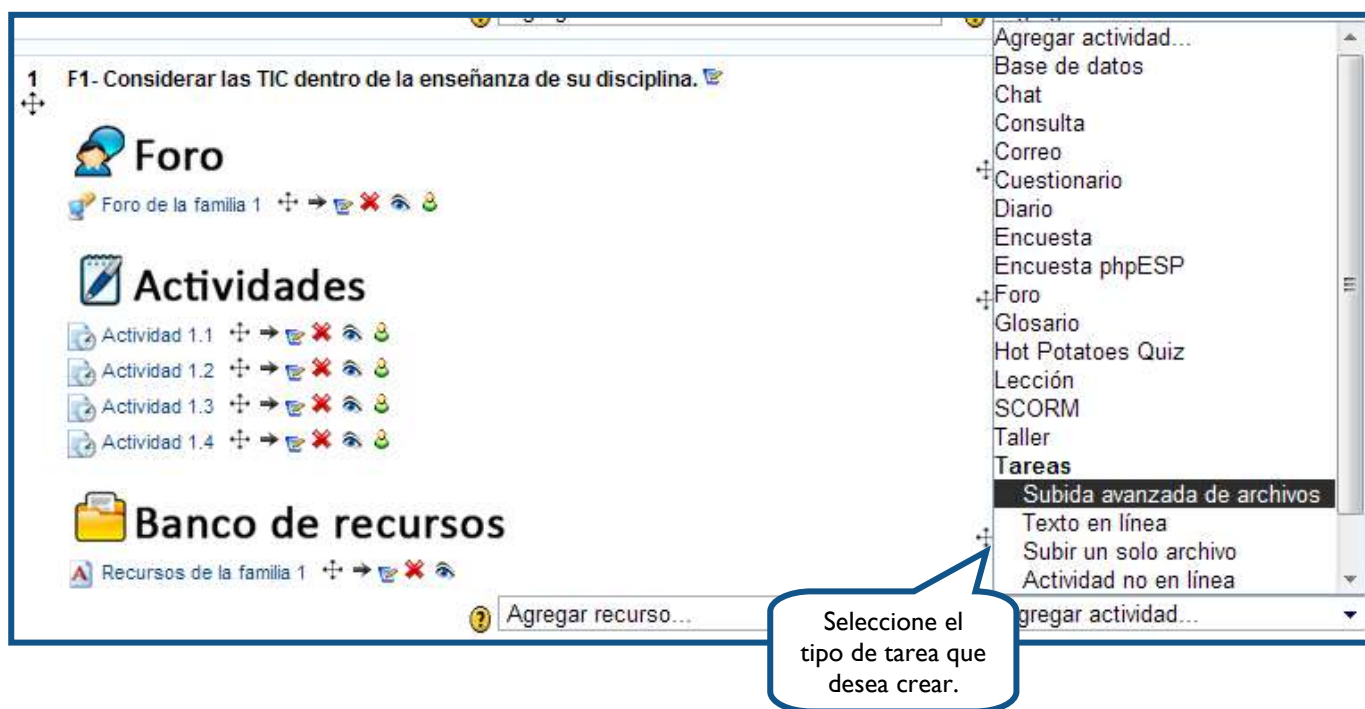 1 F1- Considerar las TIC dentro de la enseñanza de su disciplina.
Foro
Foro de la familia 1
Actividades
Actividad 1.1
Actividad 1.2
Actividad 1.3
Actividad 1.4
Banco de recursos
Recursos de la familia 1
Agregar recurso...
Agregar actividad...
Base de datos
Chat
Consulta
Correo
Cuestionario
Diario
Encuesta
Encuesta phpESP
Foro
Glosario
Hot Potatoes Quiz
Lección
SCORM
Taller
Tareas
Subida avanzada de archivos
Texto en línea
Subir un solo archivo
Actividad no en línea
gregar actividad...
Seleccione el
tipo de tarea que
desea crear.